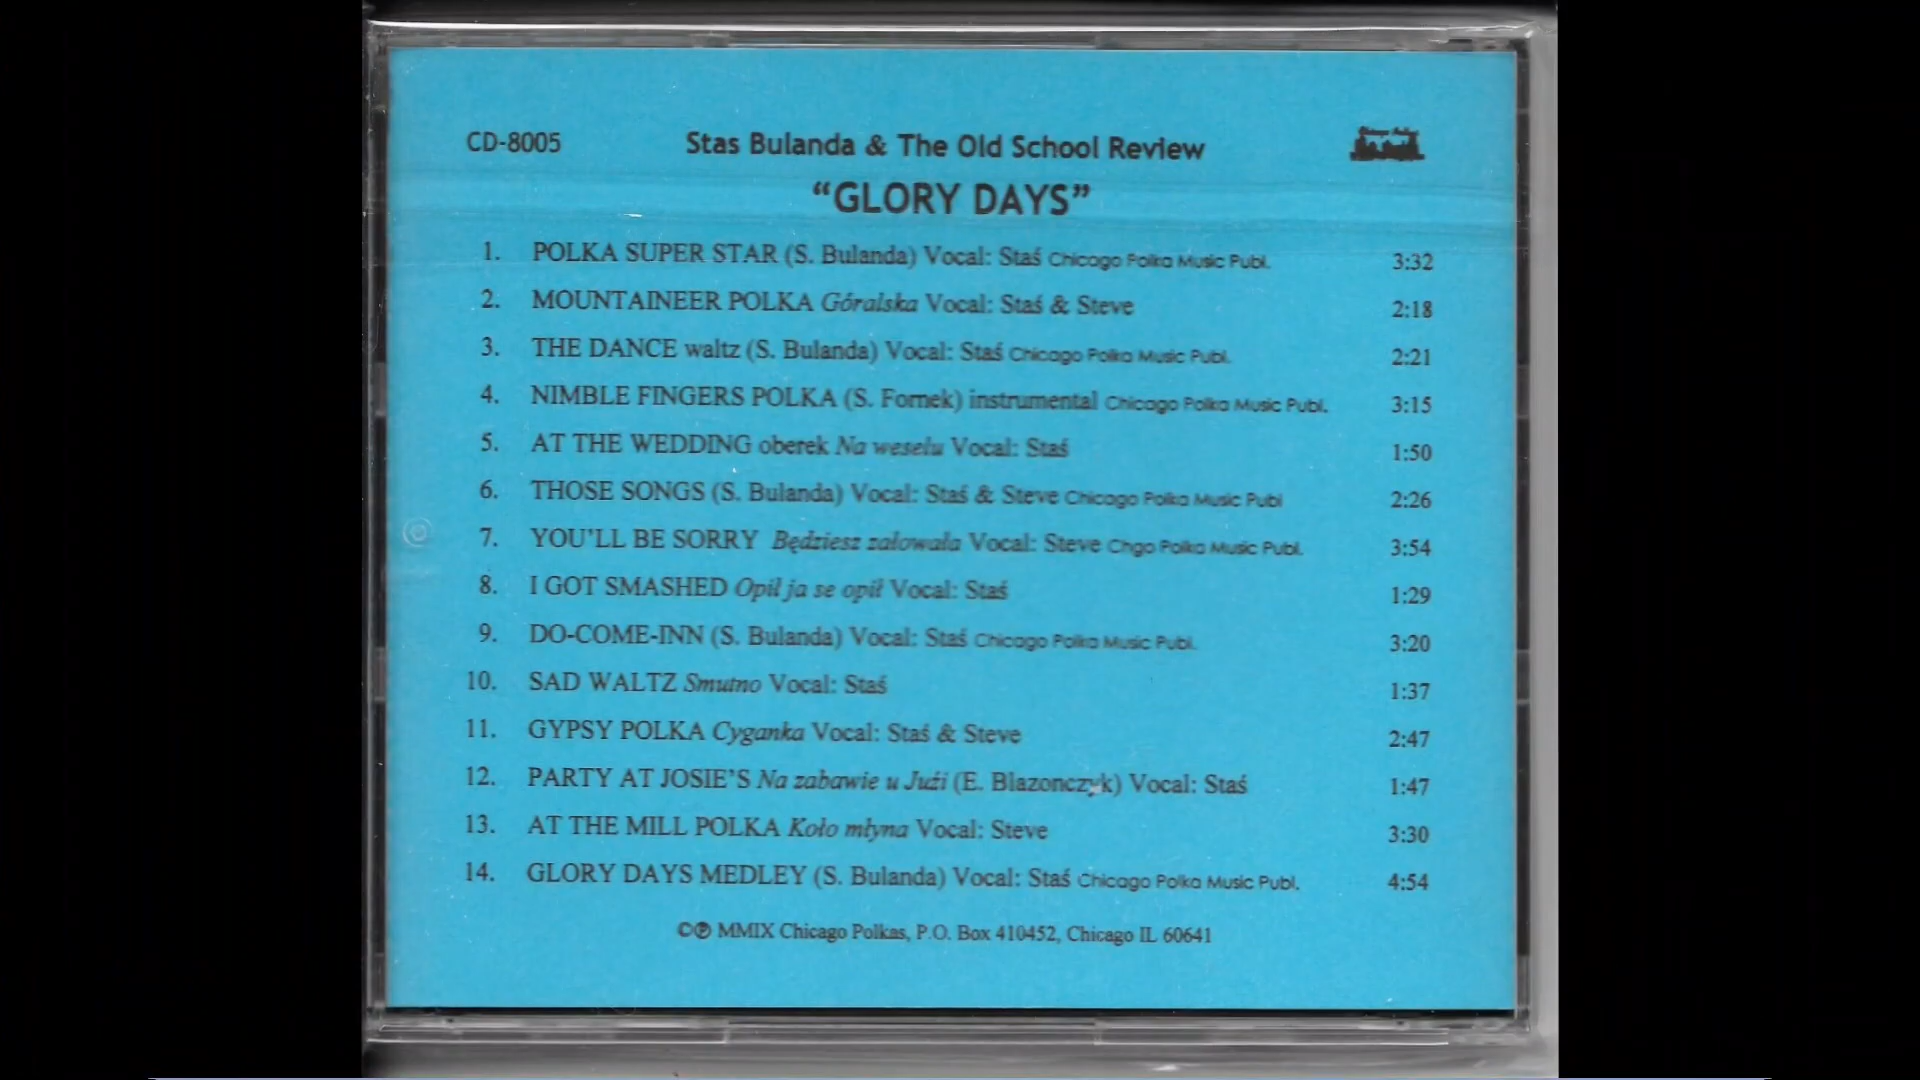 CD-8005 Stas Bulanda & The Old School Review
“GLORY DAYS”
1. POLKA SUPER STAR (S. Bulanda) Vocal: Staś Chicago Polka Music Publ. 3:32
2. MOUNTAINEER POLKA Góralska Vocal: Staś & Steve 2:18
3. THE DANCE waltz (S. Bulanda) Vocal: Staś Chicago Polka Music Publ. 2:21
4. NIMBLE FINGERS POLKA (S. Fornek) instrumental Chicago Polka Music Publ. 3:15
5. AT THE WEDDING oberek Na weselu Vocal: Staś 1:50
6. THOSE SONGS (S. Bulanda) Vocal: Staś & Steve Chicago Polka Music Publ 2:26
7. YOU’LL BE SORRY Będziesz załowała Vocal: Steve Chgo Polka Music Publ. 3:54
8. I GOT SMASHED Opił ja se opił Vocal: Staś 1:29
9. DO-COME-INN (S. Bulanda) Vocal: Staś Chicago Polka Music Publ. 3:20
10. SAD WALTZ Smutno Vocal: Staś 1:37
11. GYPSY POLKA Cyganka Vocal: Staś & Steve 2:47
12. PARTY AT JOSIE’S Na zabawie u Juźi (E. Blazonczyk) Vocal: Staś 1:47
13. AT THE MILL POLKA Koło młyna Vocal: Steve 3:30
14. GLORY DAYS MEDLEY (S. Bulanda) Vocal: Staś Chicago Polka Music Publ. 4:54
©℗ MMIX Chicago Polkas, P.O. Box 410452, Chicago IL 60641